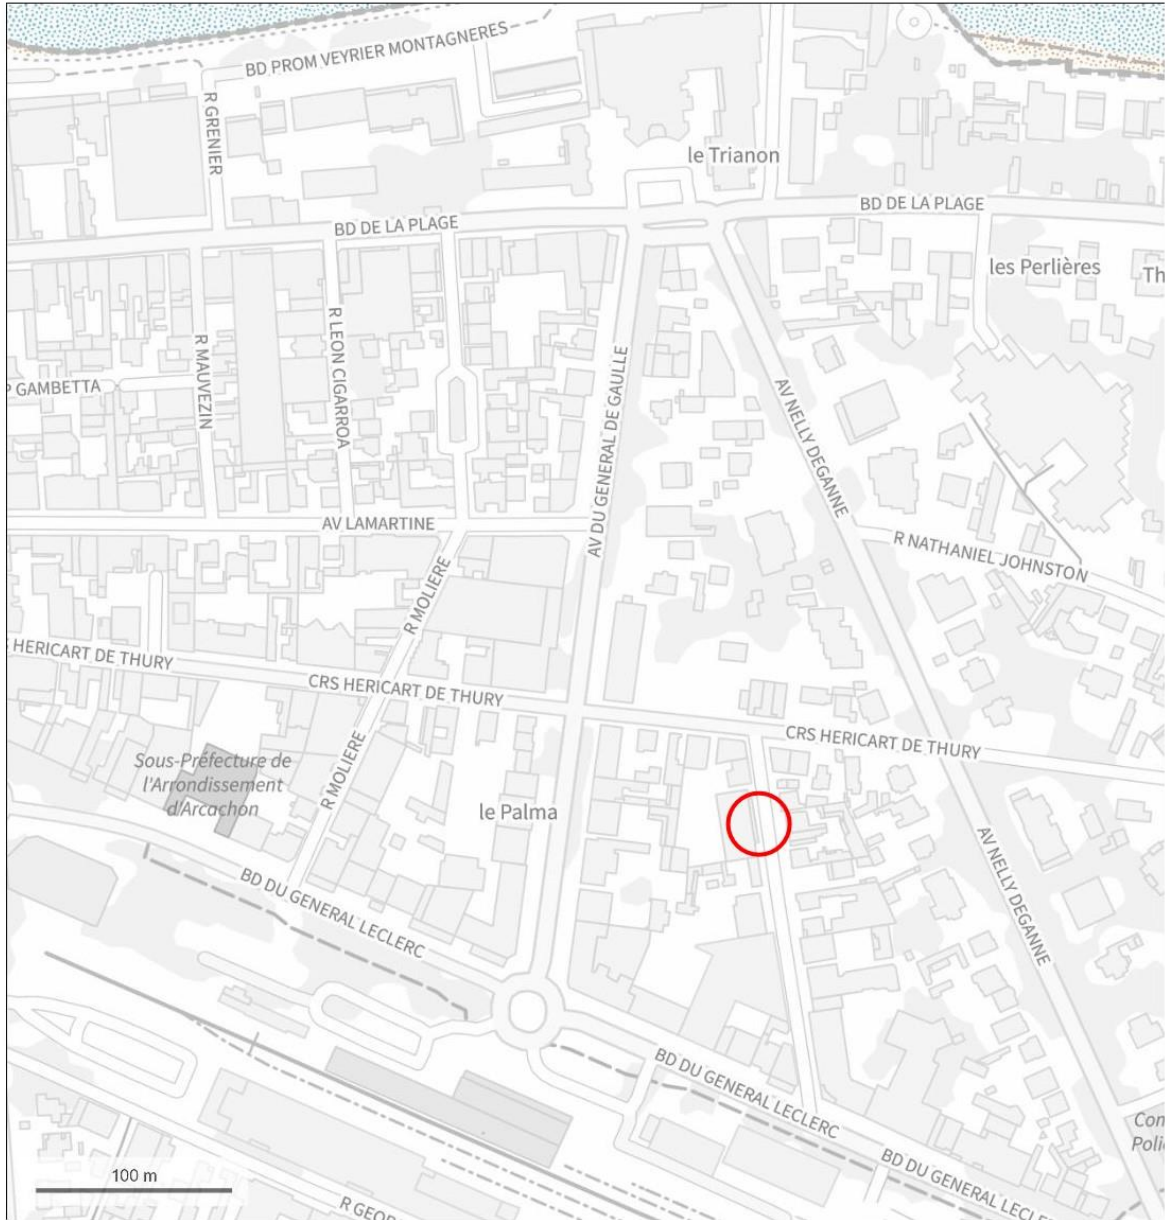 BD PROM VEYRIER MONTAGNERES
R GRENIER
le Trianon
BD DE LA PLAGE
BD DE LA PLAGE
les Perlières
Th
R MAUVEZIN
R LEON CIGARROA
AV DU GENERAL DE GAULLE
AV NELLY DEGANNE
GAMBETTA
AV LAMARTINE
R NATHANIEL JOHNSTON
R MOLIERE
HERICART DE THURY
CRS HERICART DE THURY
CRS HERICART DE THURY
Sous-Préfecture de
l'Arrondissement
d'Arcachon
R MOLIERE
le Palma
AV NELLY DEGANNE
BD DU GENERAL LECLERC
BD DU GENERAL LECLERC
Con
Polic
BD DU GENERAL LECLE
100 m
R GEOR